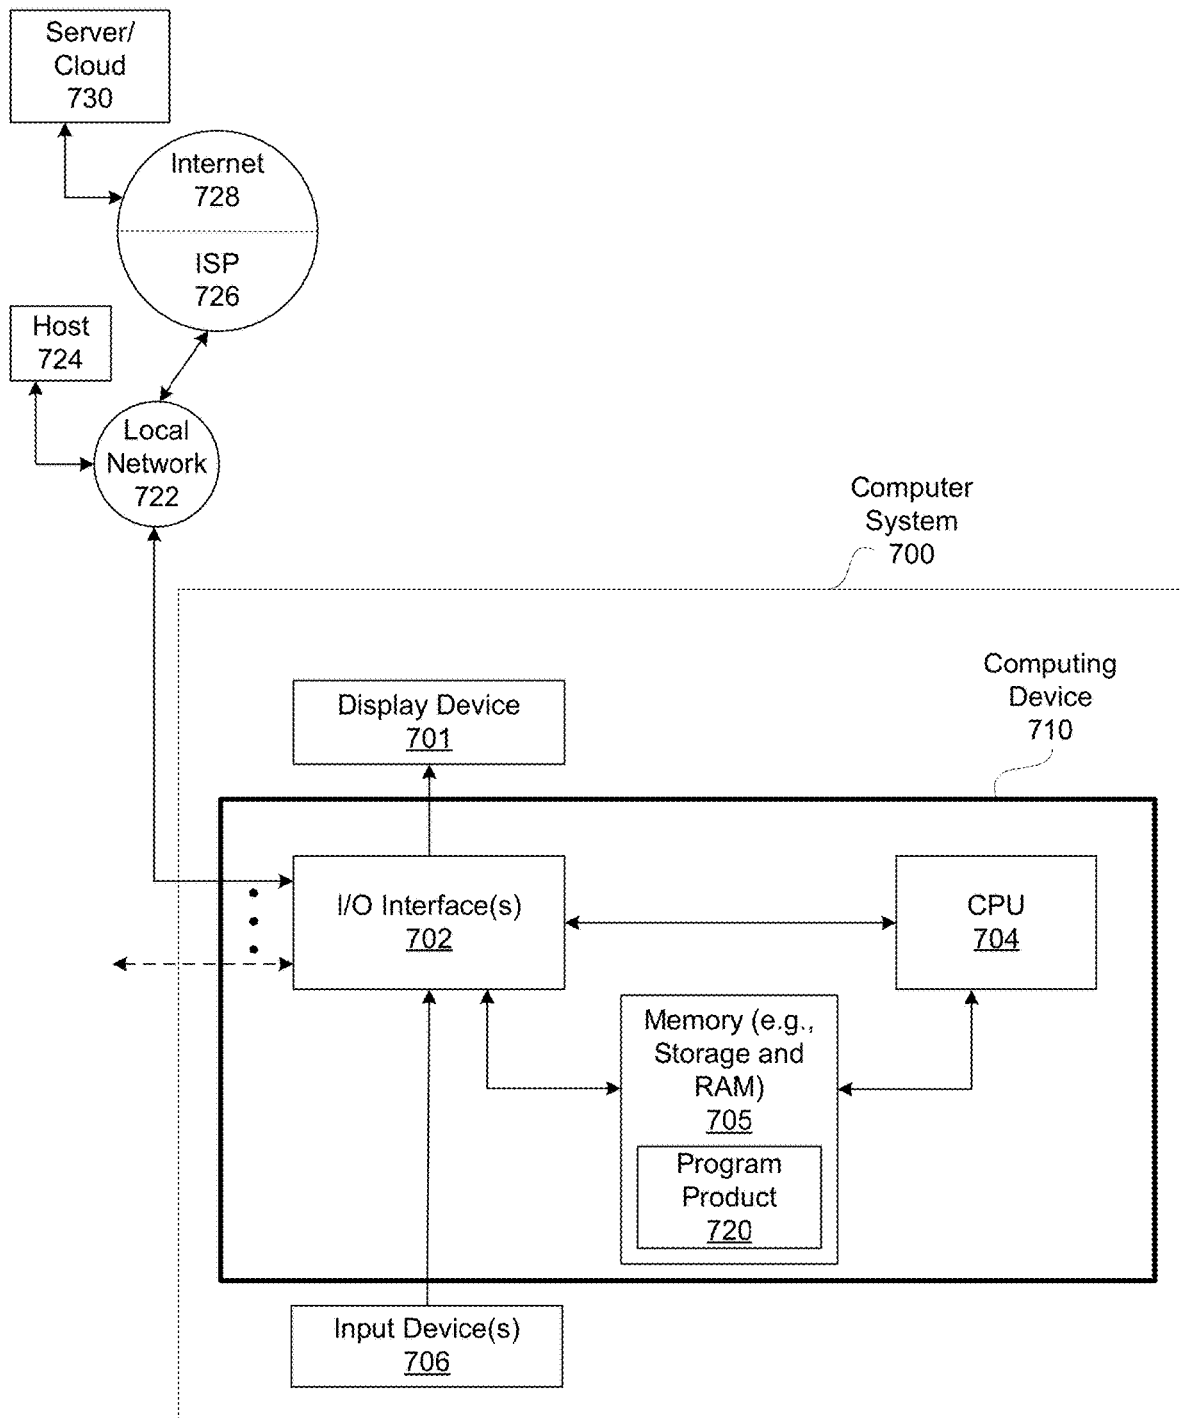 Server/
Cloud
730
Internet
728
ISP
726
Host
724
Local
Network
722
Computer
System
700
Computing
Device
710
Display Device
701
I/O Interface(s)
702
CPU
704
Memory (e.g.,
Storage and
RAM)
705
Program
Product
720
Input Device(s)
706